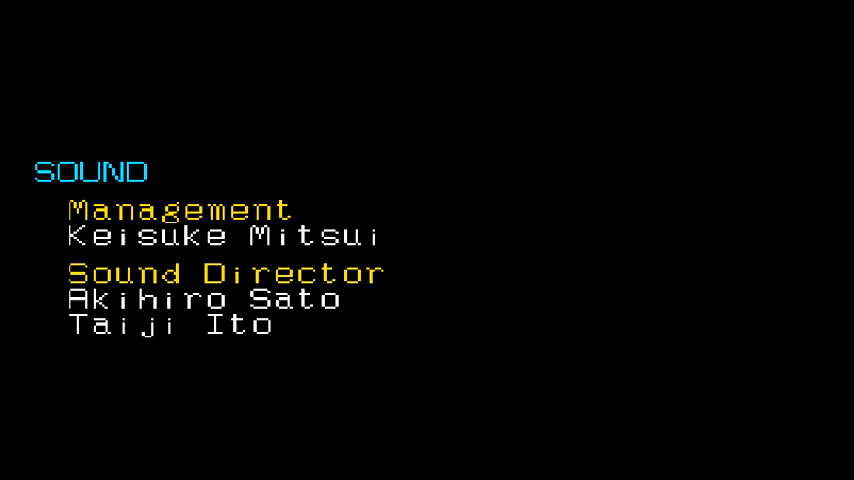 SOUND
Management
Keisuke Mitsui
Sound Director
Akihiro Sato
Taiji Ito